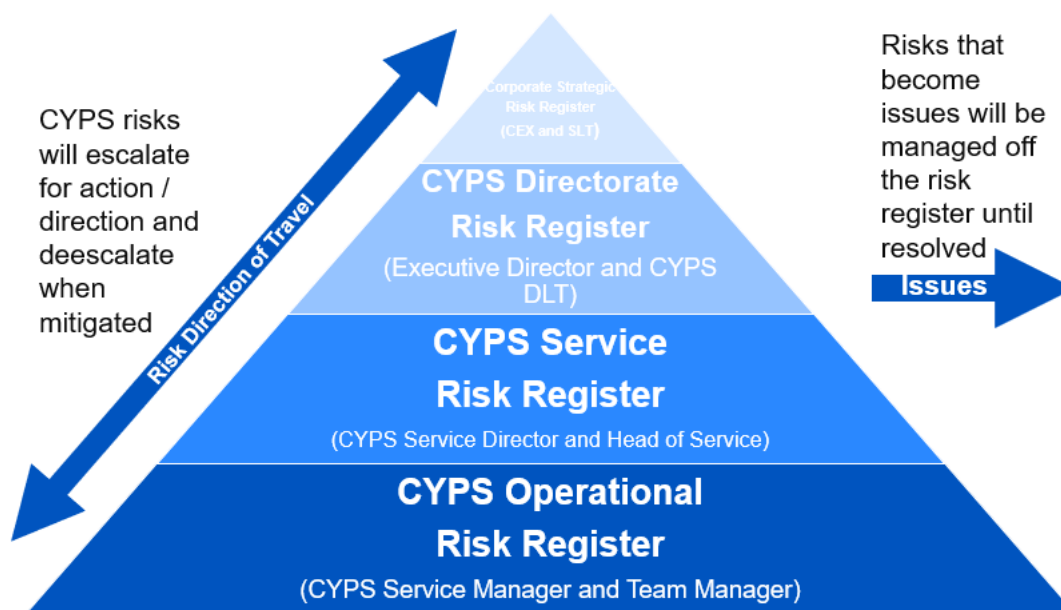 CYPS risks
will escalate
for action /
direction and
deescalate
when
mitigated
Risk Direction of Travel
Corporate Strategic
Risk Register
(CEX and SLT)
CYPS Directorate
Risk Register
(Executive Director and CYPS
DLT)
CYPS Service
Risk Register
(CYPS Service Director and Head of Service)
CYPS Operational
Risk Register
(CYPS Service Manager and Team Manager)
Risks that
become
issues will be
managed off
the risk
register until
resolved
Issues